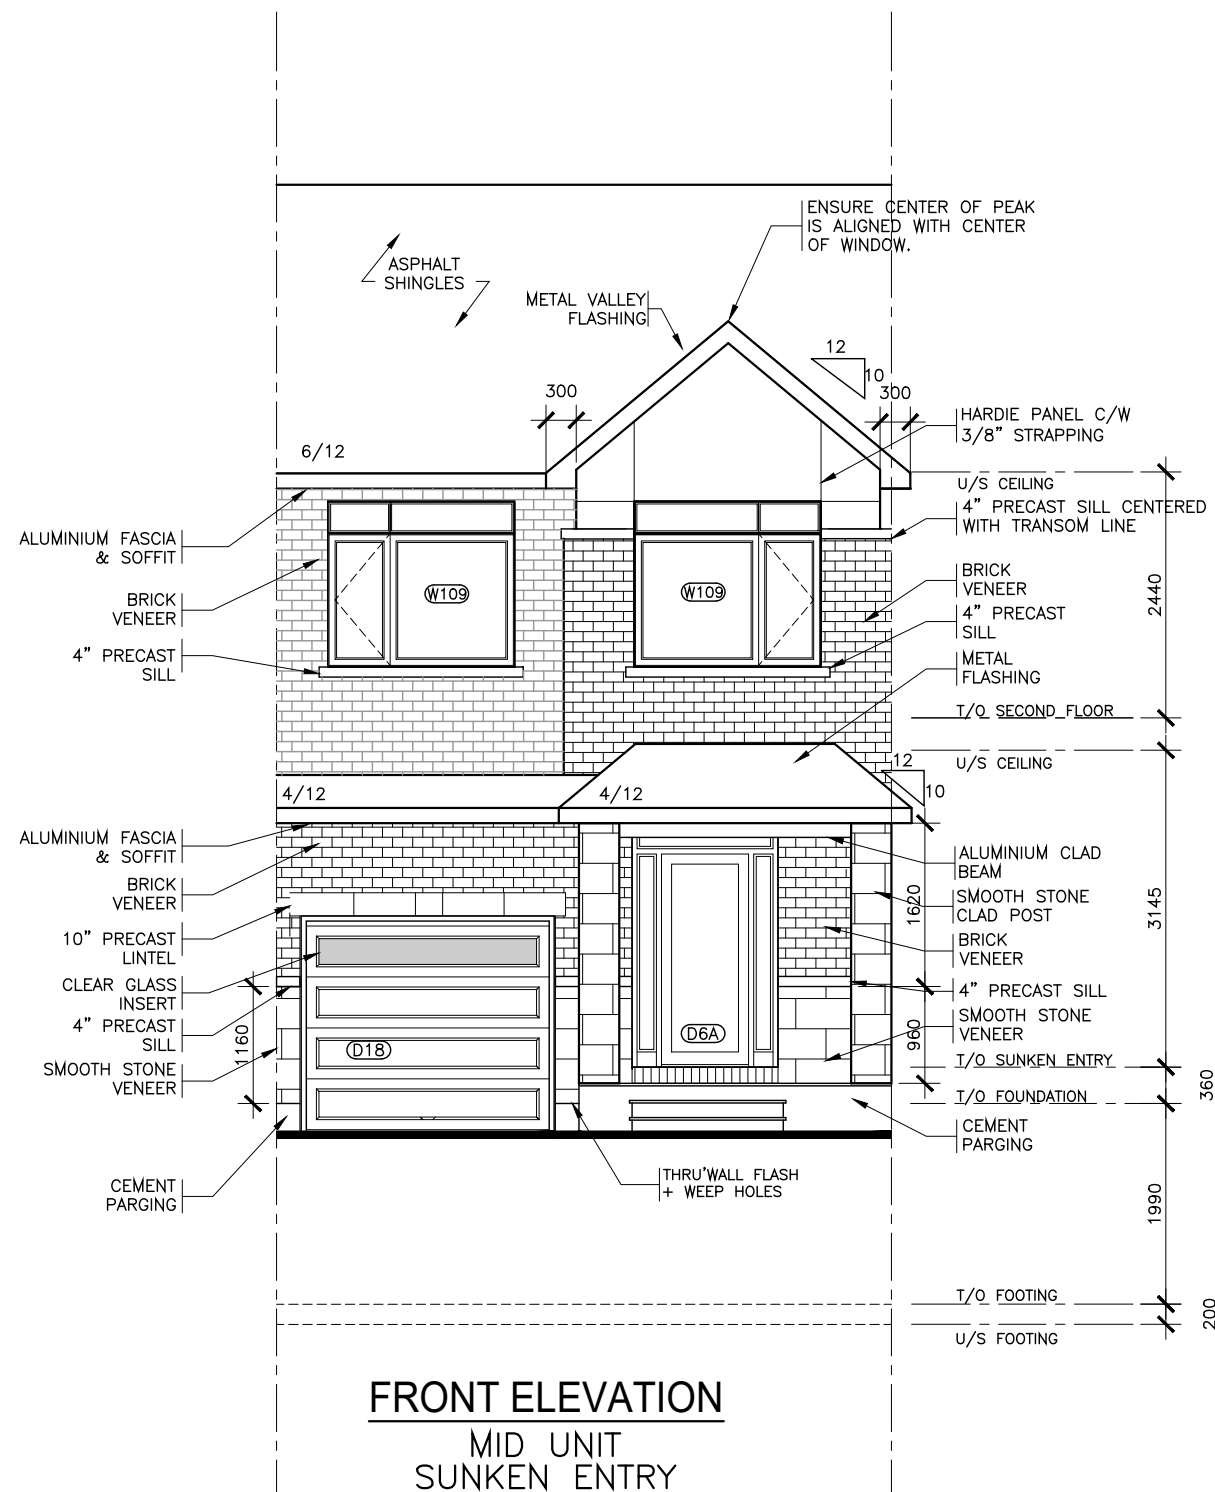 ENSURE CENTER OF PEAK
IS ALIGNED WITH CENTER
OF WINDOW.
ASPHALT
SHINGLES
METAL VALLEY
FLASHING
12
10
300
300
HARDIE PANEL C/W
3/8" STRAPPING
6/12
U/S CEILING
4" PRECAST SILL CENTERED
WITH TRANSOM LINE
ALUMINIUM FASCIA
& SOFFIT
BRICK
VENEER
4" PRECAST
SILL
W109
W109
BRICK
VENEER
4" PRECAST
SILL
METAL
FLASHING
2440
T/O SECOND FLOOR
U/S CEILING
12
10
4/12
4/12
ALUMINIUM FASCIA
& SOFFIT
BRICK
VENEER
10" PRECAST
LINTEL
CLEAR GLASS
INSERT
4" PRECAST
SILL
SMOOTH STONE
VENEER
1160
D18
D6A
ALUMINIUM CLAD
BEAM
SMOOTH STONE
CLAD POST
BRICK
VENEER
4" PRECAST SILL
SMOOTH STONE
VENEER
1620
960
3145
T/O SUNKEN ENTRY
360
T/O FOUNDATION
CEMENT
PARGING
CEMENT
PARGING
THRU'WALL FLASH
+ WEEP HOLES
1990
T/O FOOTING
200
U/S FOOTING
FRONT ELEVATION
MID UNIT
SUNKEN ENTRY